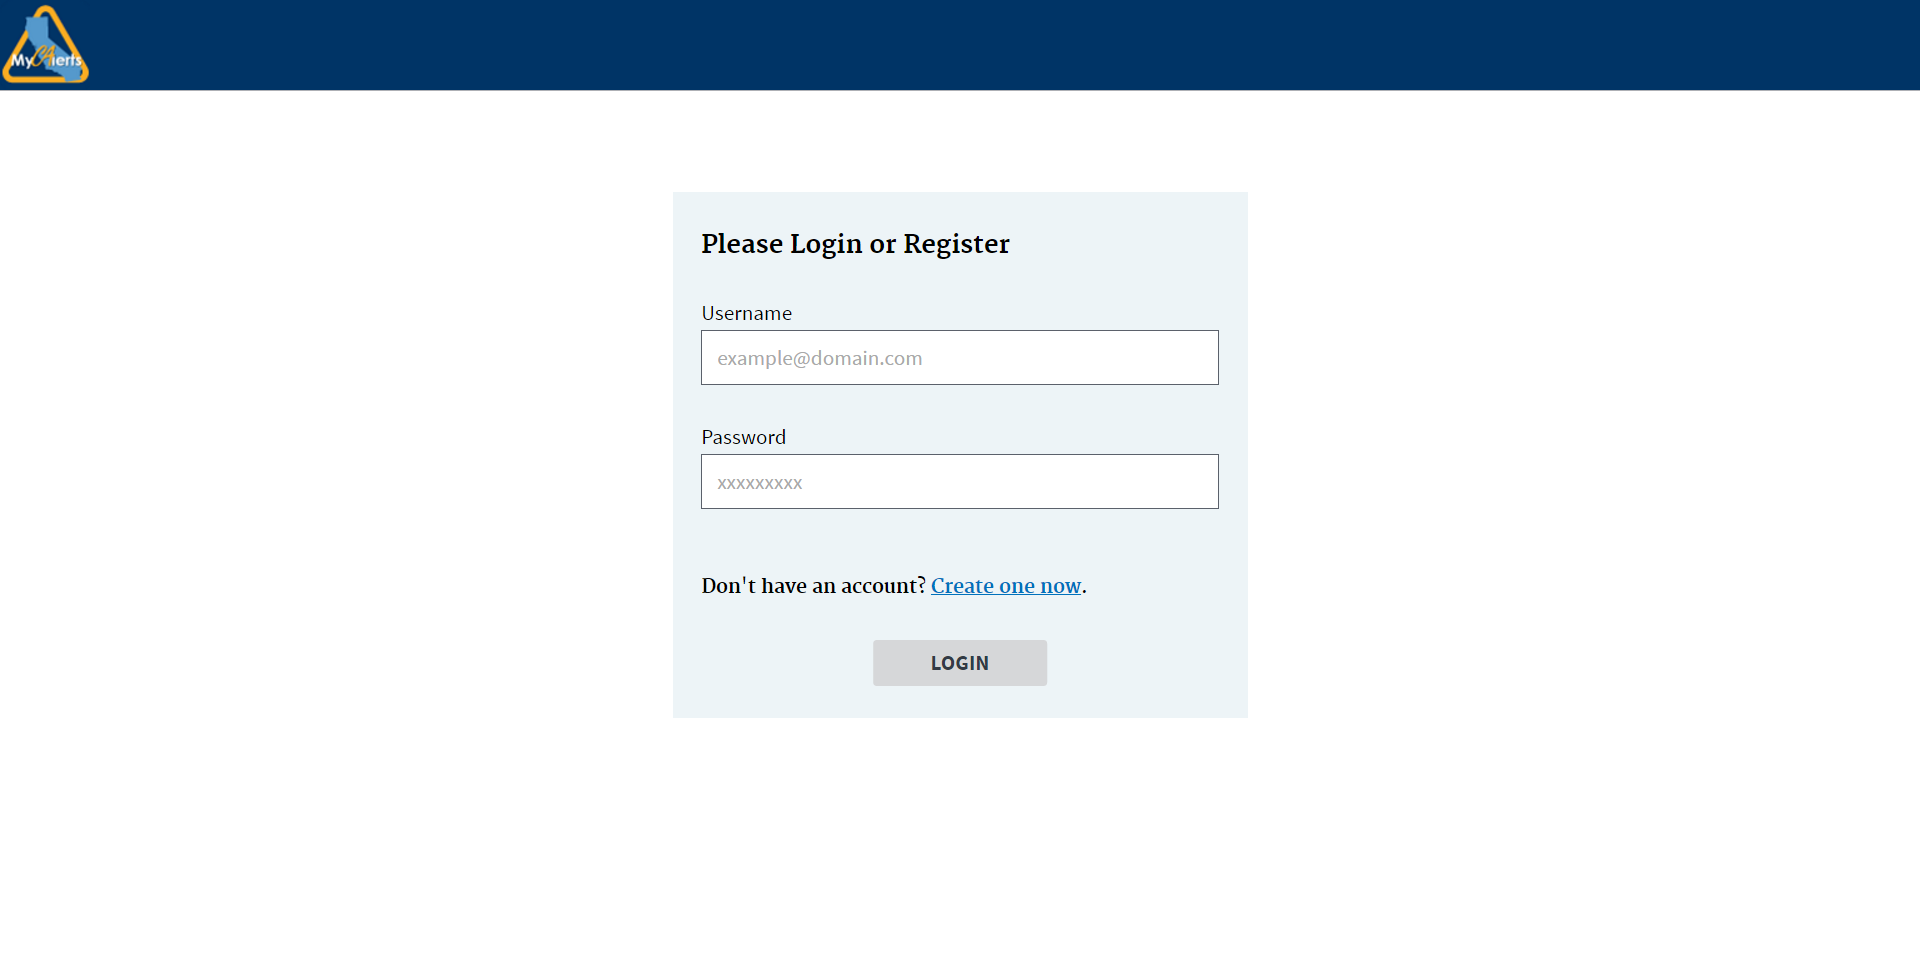 MyCAlerts
Please Login or Register
Username
example@domain.com
Password
xxxxxxxxx
Don't have an account? Create one now.
LOGIN